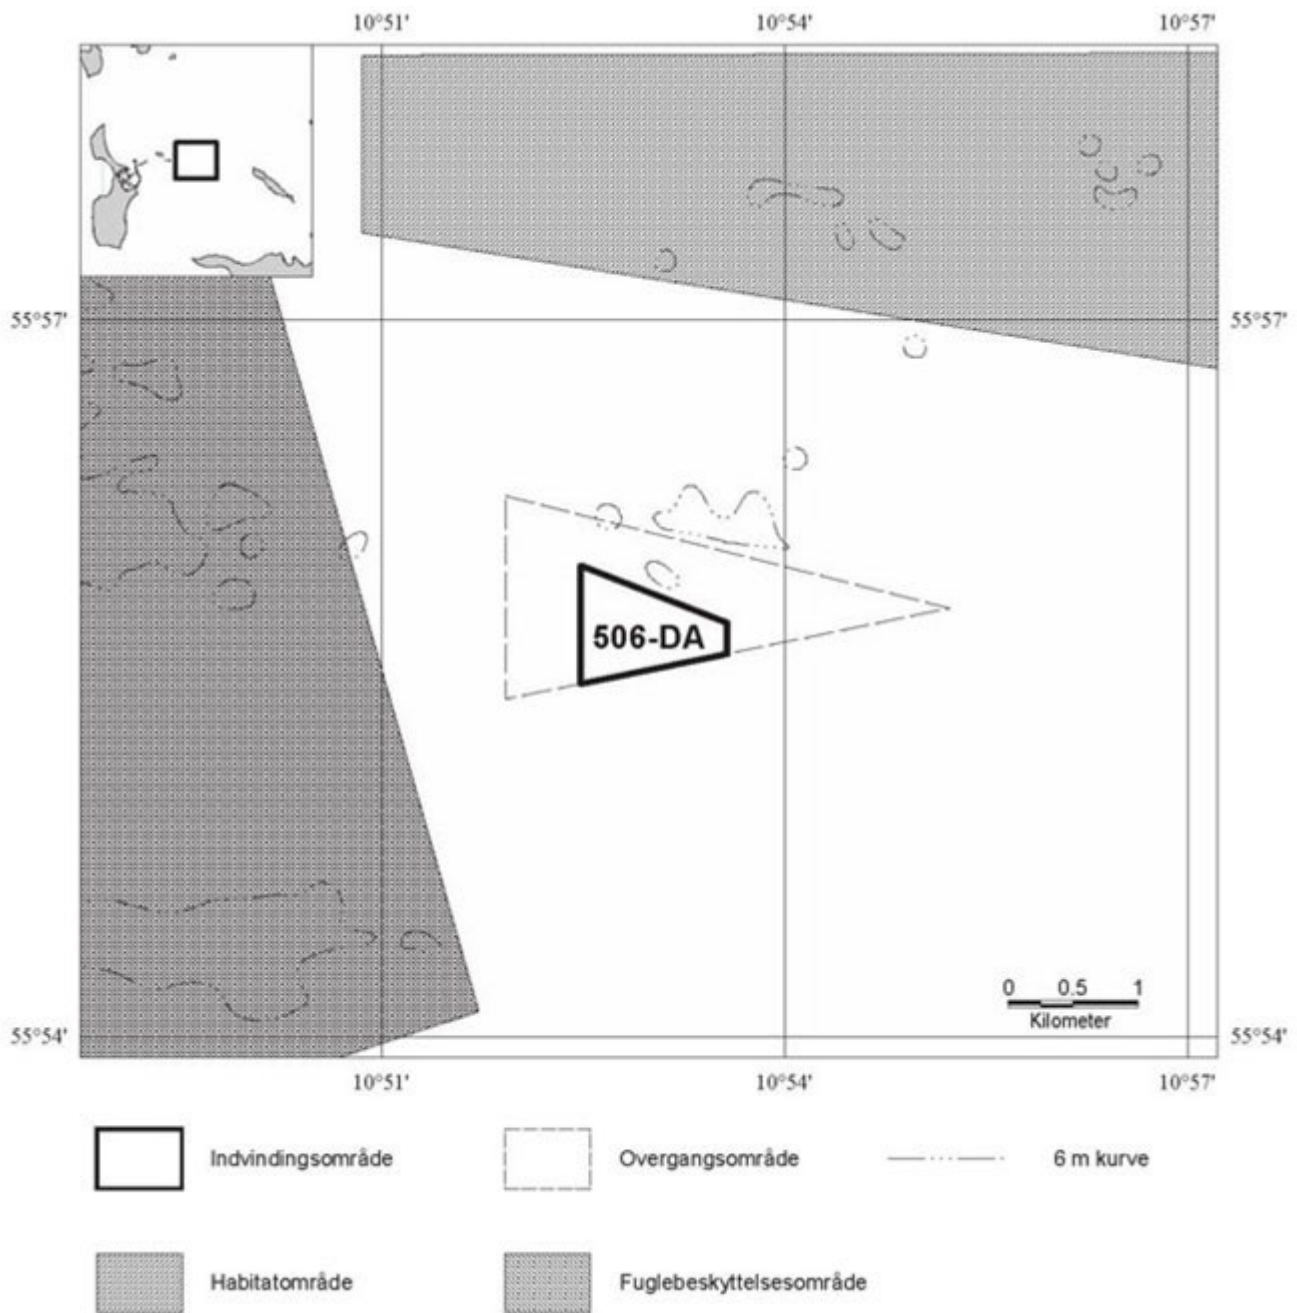 10°51' 10°54' 10°57'
55°57' 55°57'
506-DA
0 0.5 1
Kilometer
55°54' 55°54'
10°51' 10°54' 10°57'
Indvindingsområde Overgangsområde 6 m kurve
Habitatområde Fuglebeskyttelsesområde